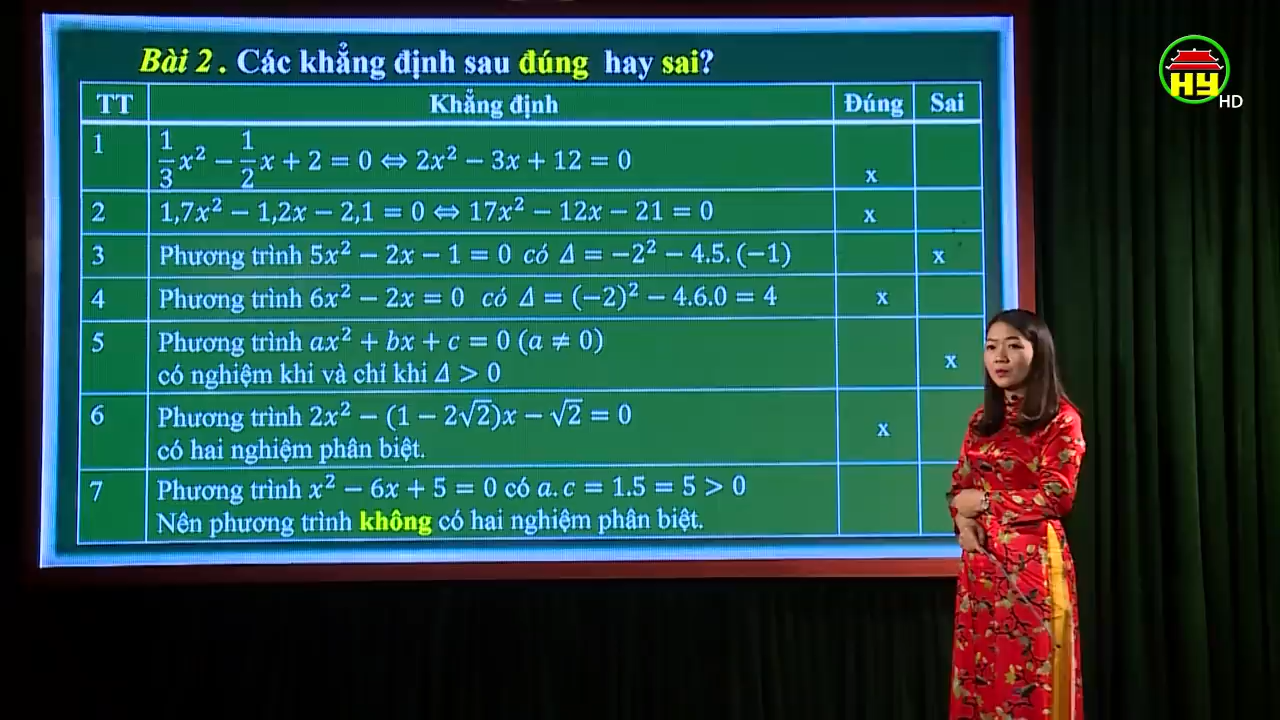 Bài 2 . Các khẳng định sau đúng hay sai?
TT Khẳng định Đúng Sai
1 \frac{1}{3}x² − \frac{1}{2}x + 2 = 0 ⇔ 2x² − 3x + 12 = 0 x
2 1,7x² − 1,2x − 2,1 = 0 ⇔ 17x² − 12x − 21 = 0 x
3 Phương trình 5x² − 2x − 1 = 0 có Δ = −2² − 4.5. (−1) x
4 Phương trình 6x² − 2x = 0 có Δ = (−2)² − 4.6.0 = 4 x
5 Phương trình ax² + bx + c = 0 (a ≠ 0)
có nghiệm khi và chỉ khi Δ > 0 x
6 Phương trình 2x² − (1 − 2√2)x − √2 = 0
có hai nghiệm phân biệt. x
7 Phương trình x² − 6x + 5 = 0 có a. c = 1.5 = 5 > 0
Nên phương trình không có hai nghiệm phân biệt.
HY
HD